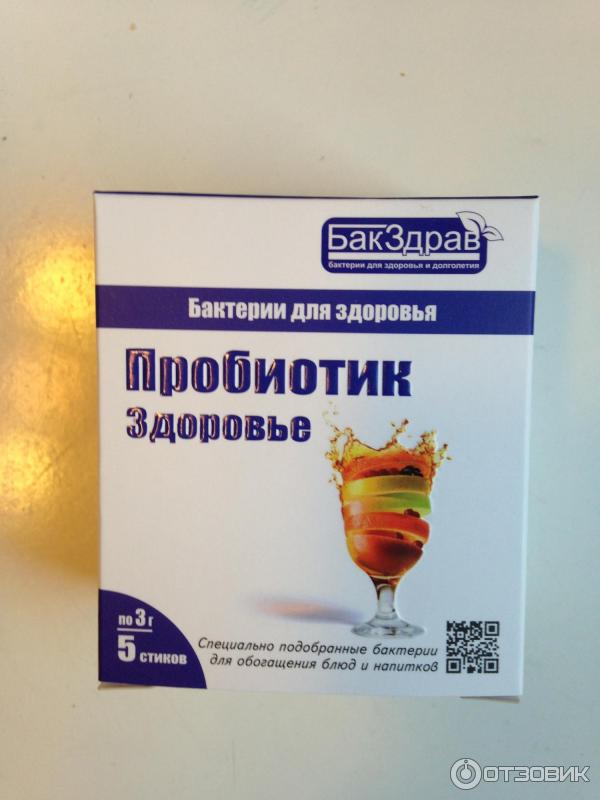 БакЗдрав
бактерии для здоровья и долголетия
Бактерии для здоровья
Пробиотик
Здоровье
по 3 г
5 стиков
Специально подобранные бактерии
для обогащения блюд и напитков
ОТЗОВИК